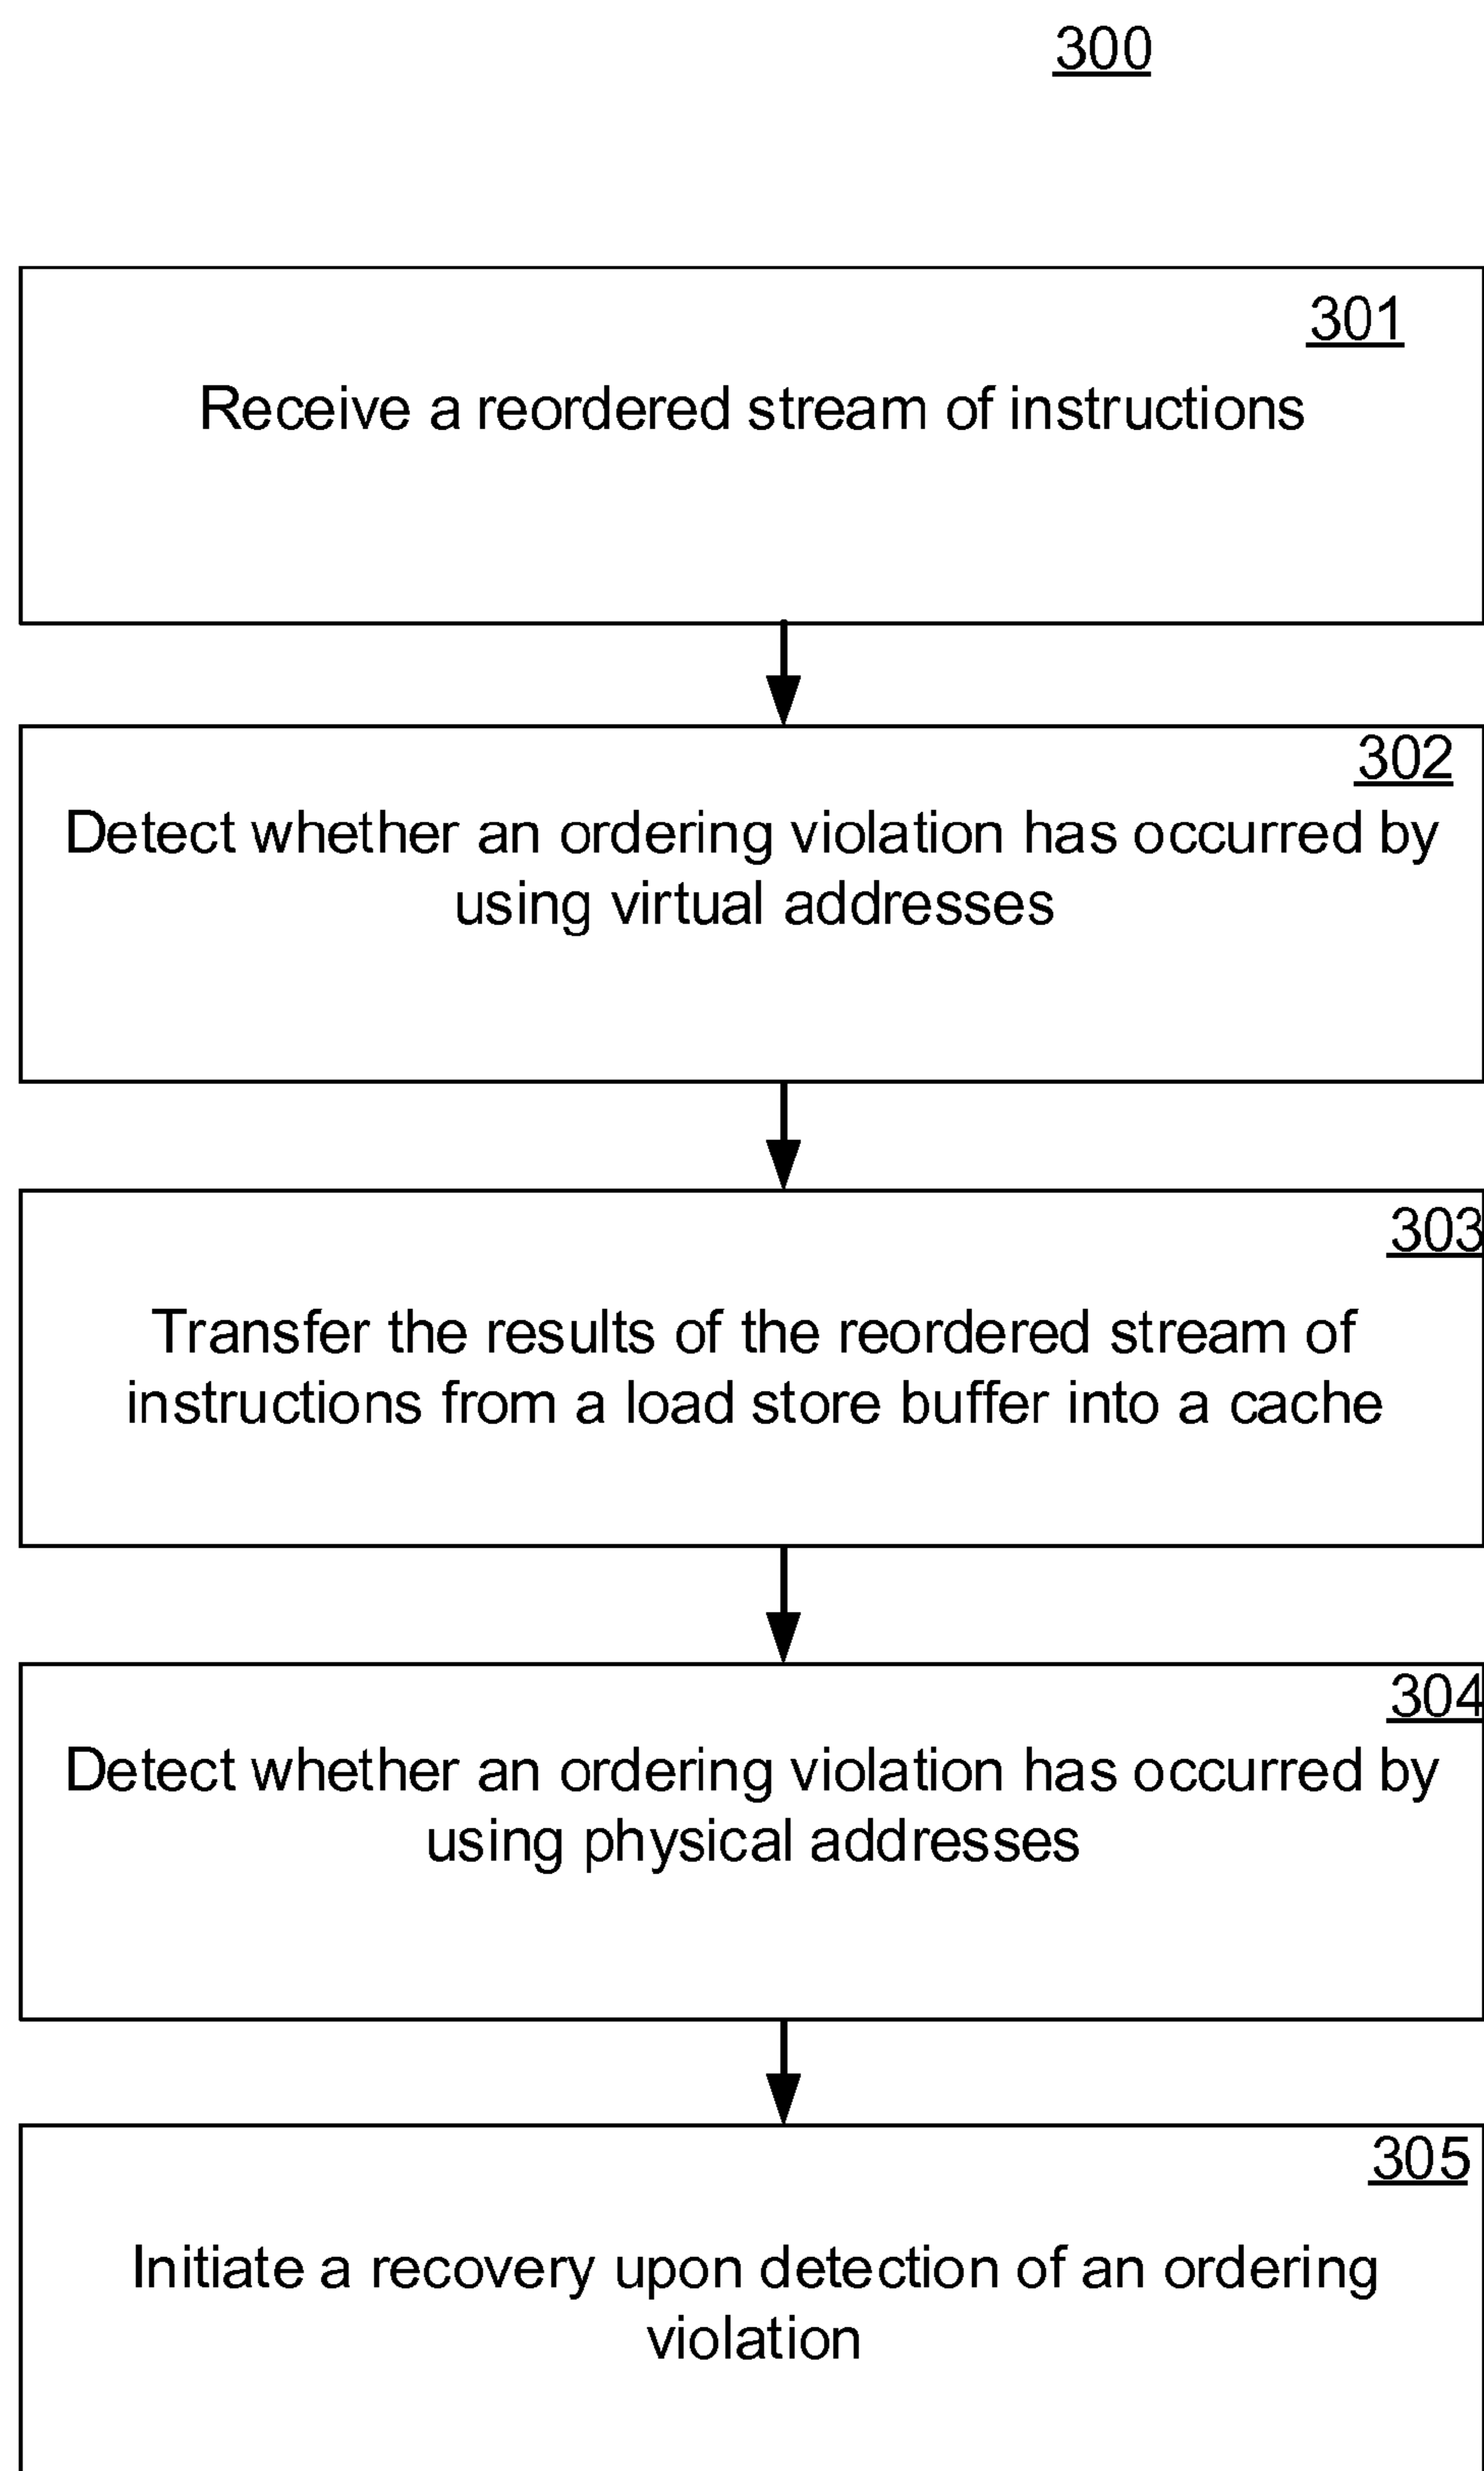 300
301
Receive a reordered stream of instructions
302
Detect whether an ordering violation has occurred by
using virtual addresses
303
Transfer the results of the reordered stream of
instructions from a load store buffer into a cache
304
Detect whether an ordering violation has occurred by
using physical addresses
305
Initiate a recovery upon detection of an ordering
violation